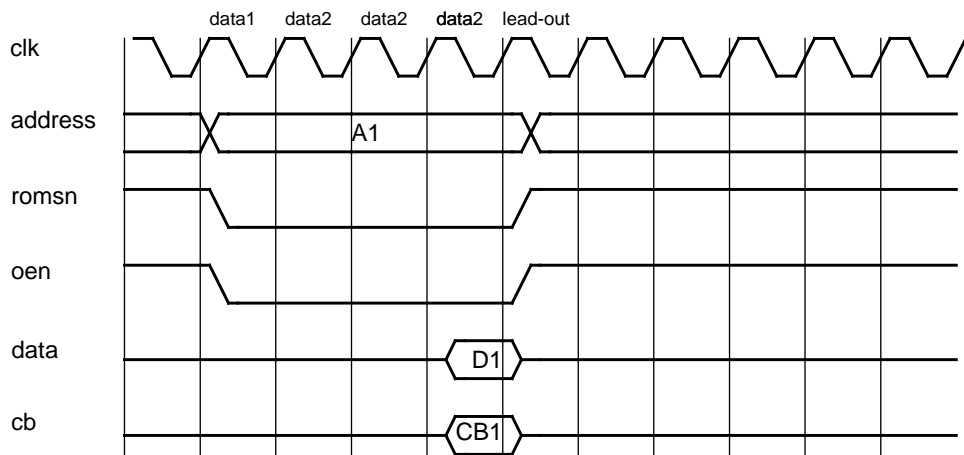 data1 data2 data2 data2 lead-out
clk
address
A1
romsn
oen
data
D1
cb
CB1